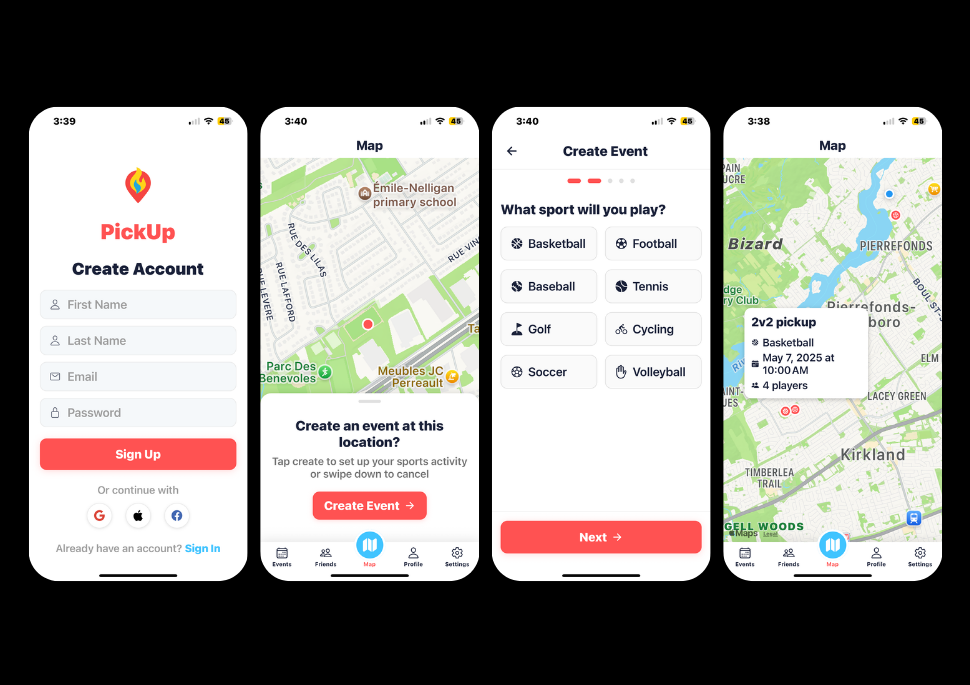 3:39
45
PickUp
Create Account
First Name
Last Name
Email
Password
Sign Up
Or continue with
Already have an account? Sign In
3:40
45
Map
Émile-Nelligan
primary school
RUE DES LILAS
RUE LAFFORD
RUE LEVERE
RUE VIN
Ta
Parc Des
Benevoles
Meubles JC
Perreault
Create an event at this
location?
Tap create to set up your sports activity
or swipe down to cancel
Create Event →
Events
Friends
Map
Profile
Settings
3:40
45
← Create Event
What sport will you play?
Basketball
Football
Baseball
Tennis
Golf
Cycling
Soccer
Volleyball
Next →
3:38
45
Map
PAIN
UCRE
Bizard
PIERREFONDS
dge
ry Club
BOUL ST-
Pierrefonds-
boro
2v2 pickup
Basketball
May 7, 2025 at
10:00 AM
4 players
Riv
ELM
AINT-
UES
LACEY GREEN
Kirkland
TIMBERLEA
TRAIL
GELL WOODS
Maps Legal
Events
Friends
Map
Profile
Settings